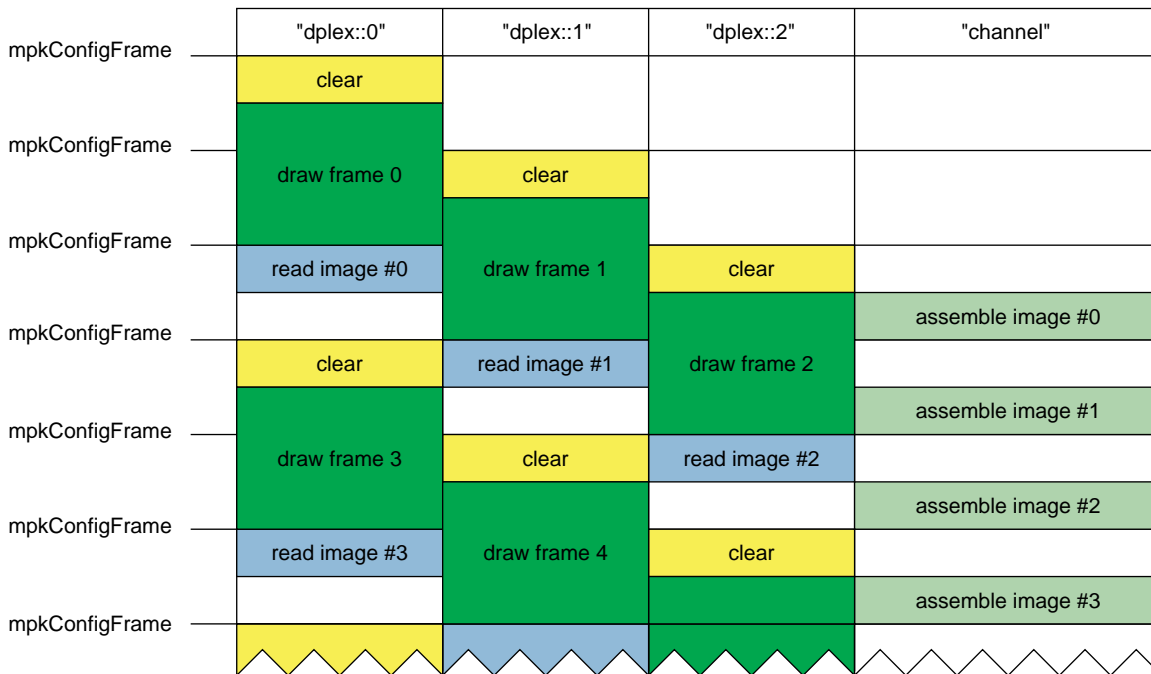 "dplex::0" "dplex::1" "dplex::2" "channel"
mpkConfigFrame
clear
mpkConfigFrame
draw frame 0 clear
mpkConfigFrame
read image #0 draw frame 1 clear
assemble image #0
mpkConfigFrame
clear read image #1 draw frame 2
assemble image #1
mpkConfigFrame
draw frame 3 clear read image #2
assemble image #2
mpkConfigFrame
read image #3 draw frame 4 clear
assemble image #3
mpkConfigFrame